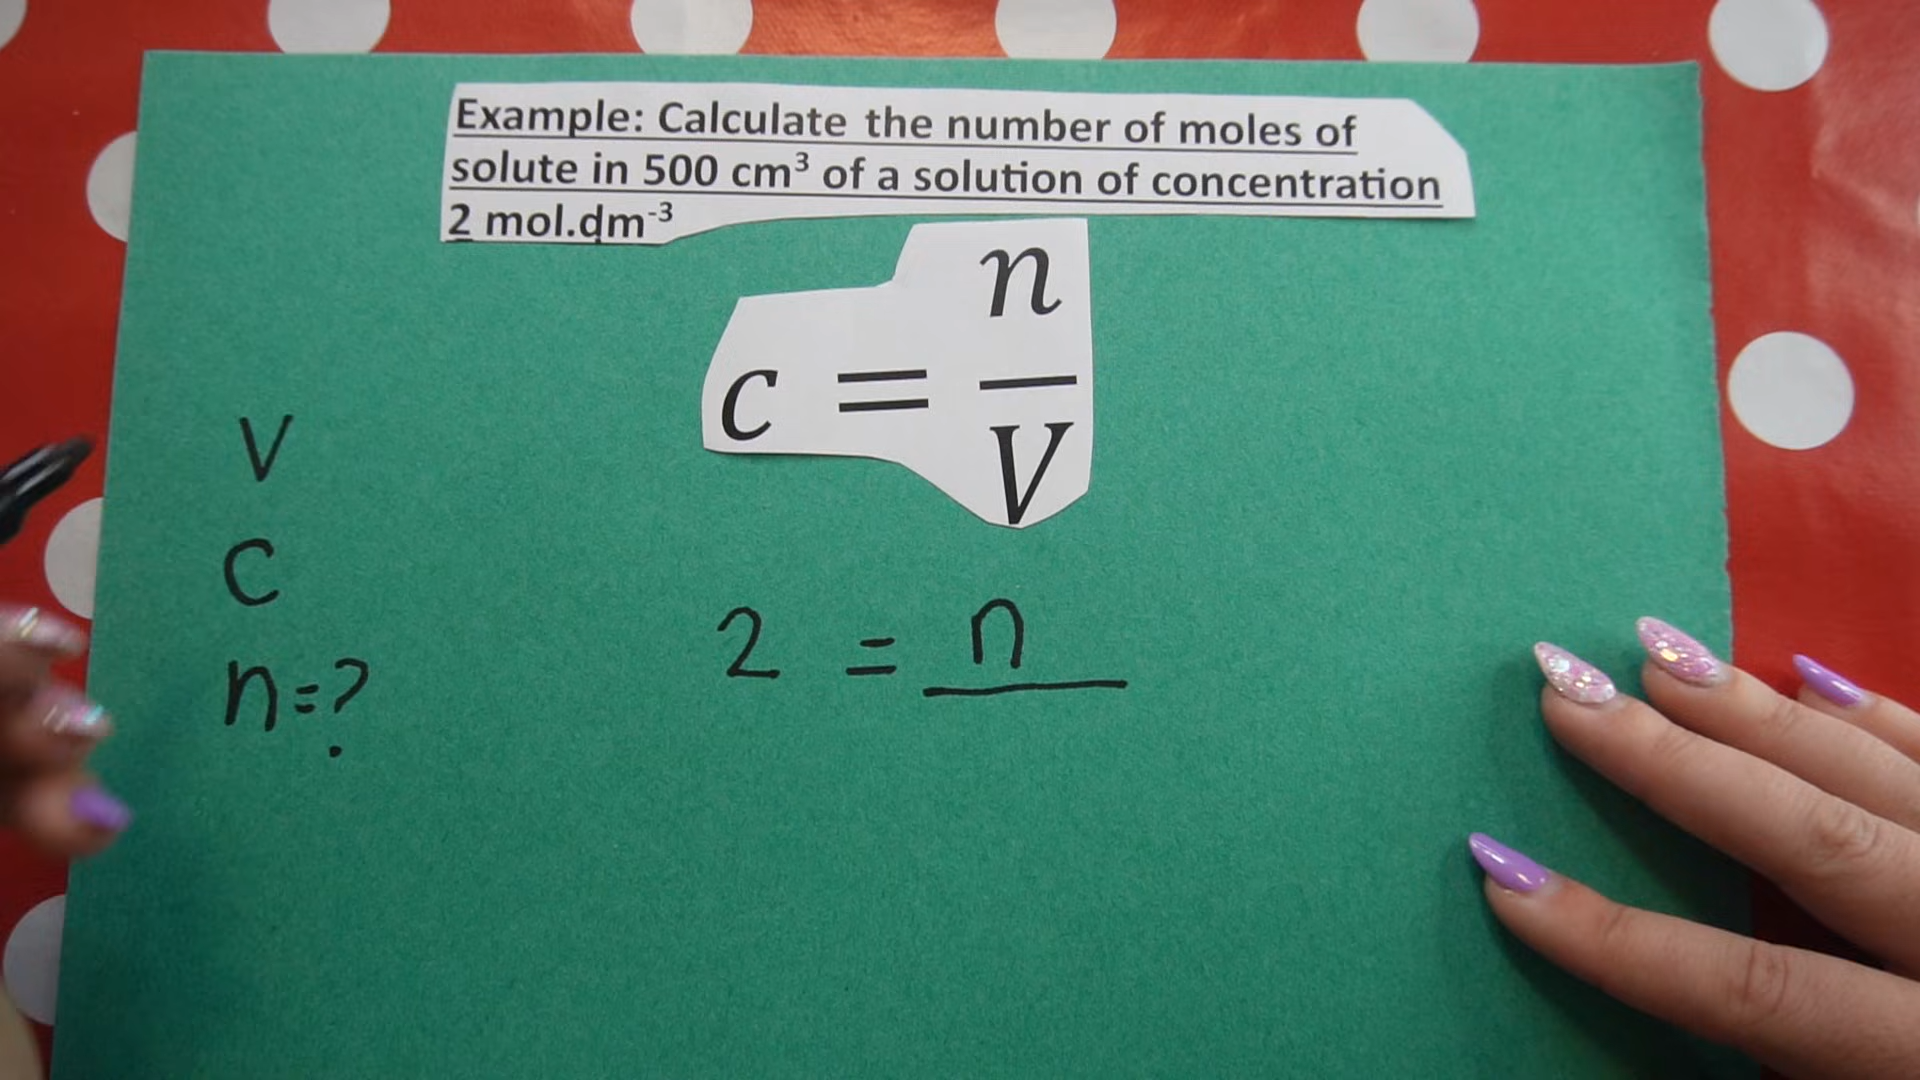 Example: Calculate the number of moles of
solute in 500 cm³ of a solution of concentration
2 mol.dm⁻³
c = n/V
V
C
n=?
2 = n